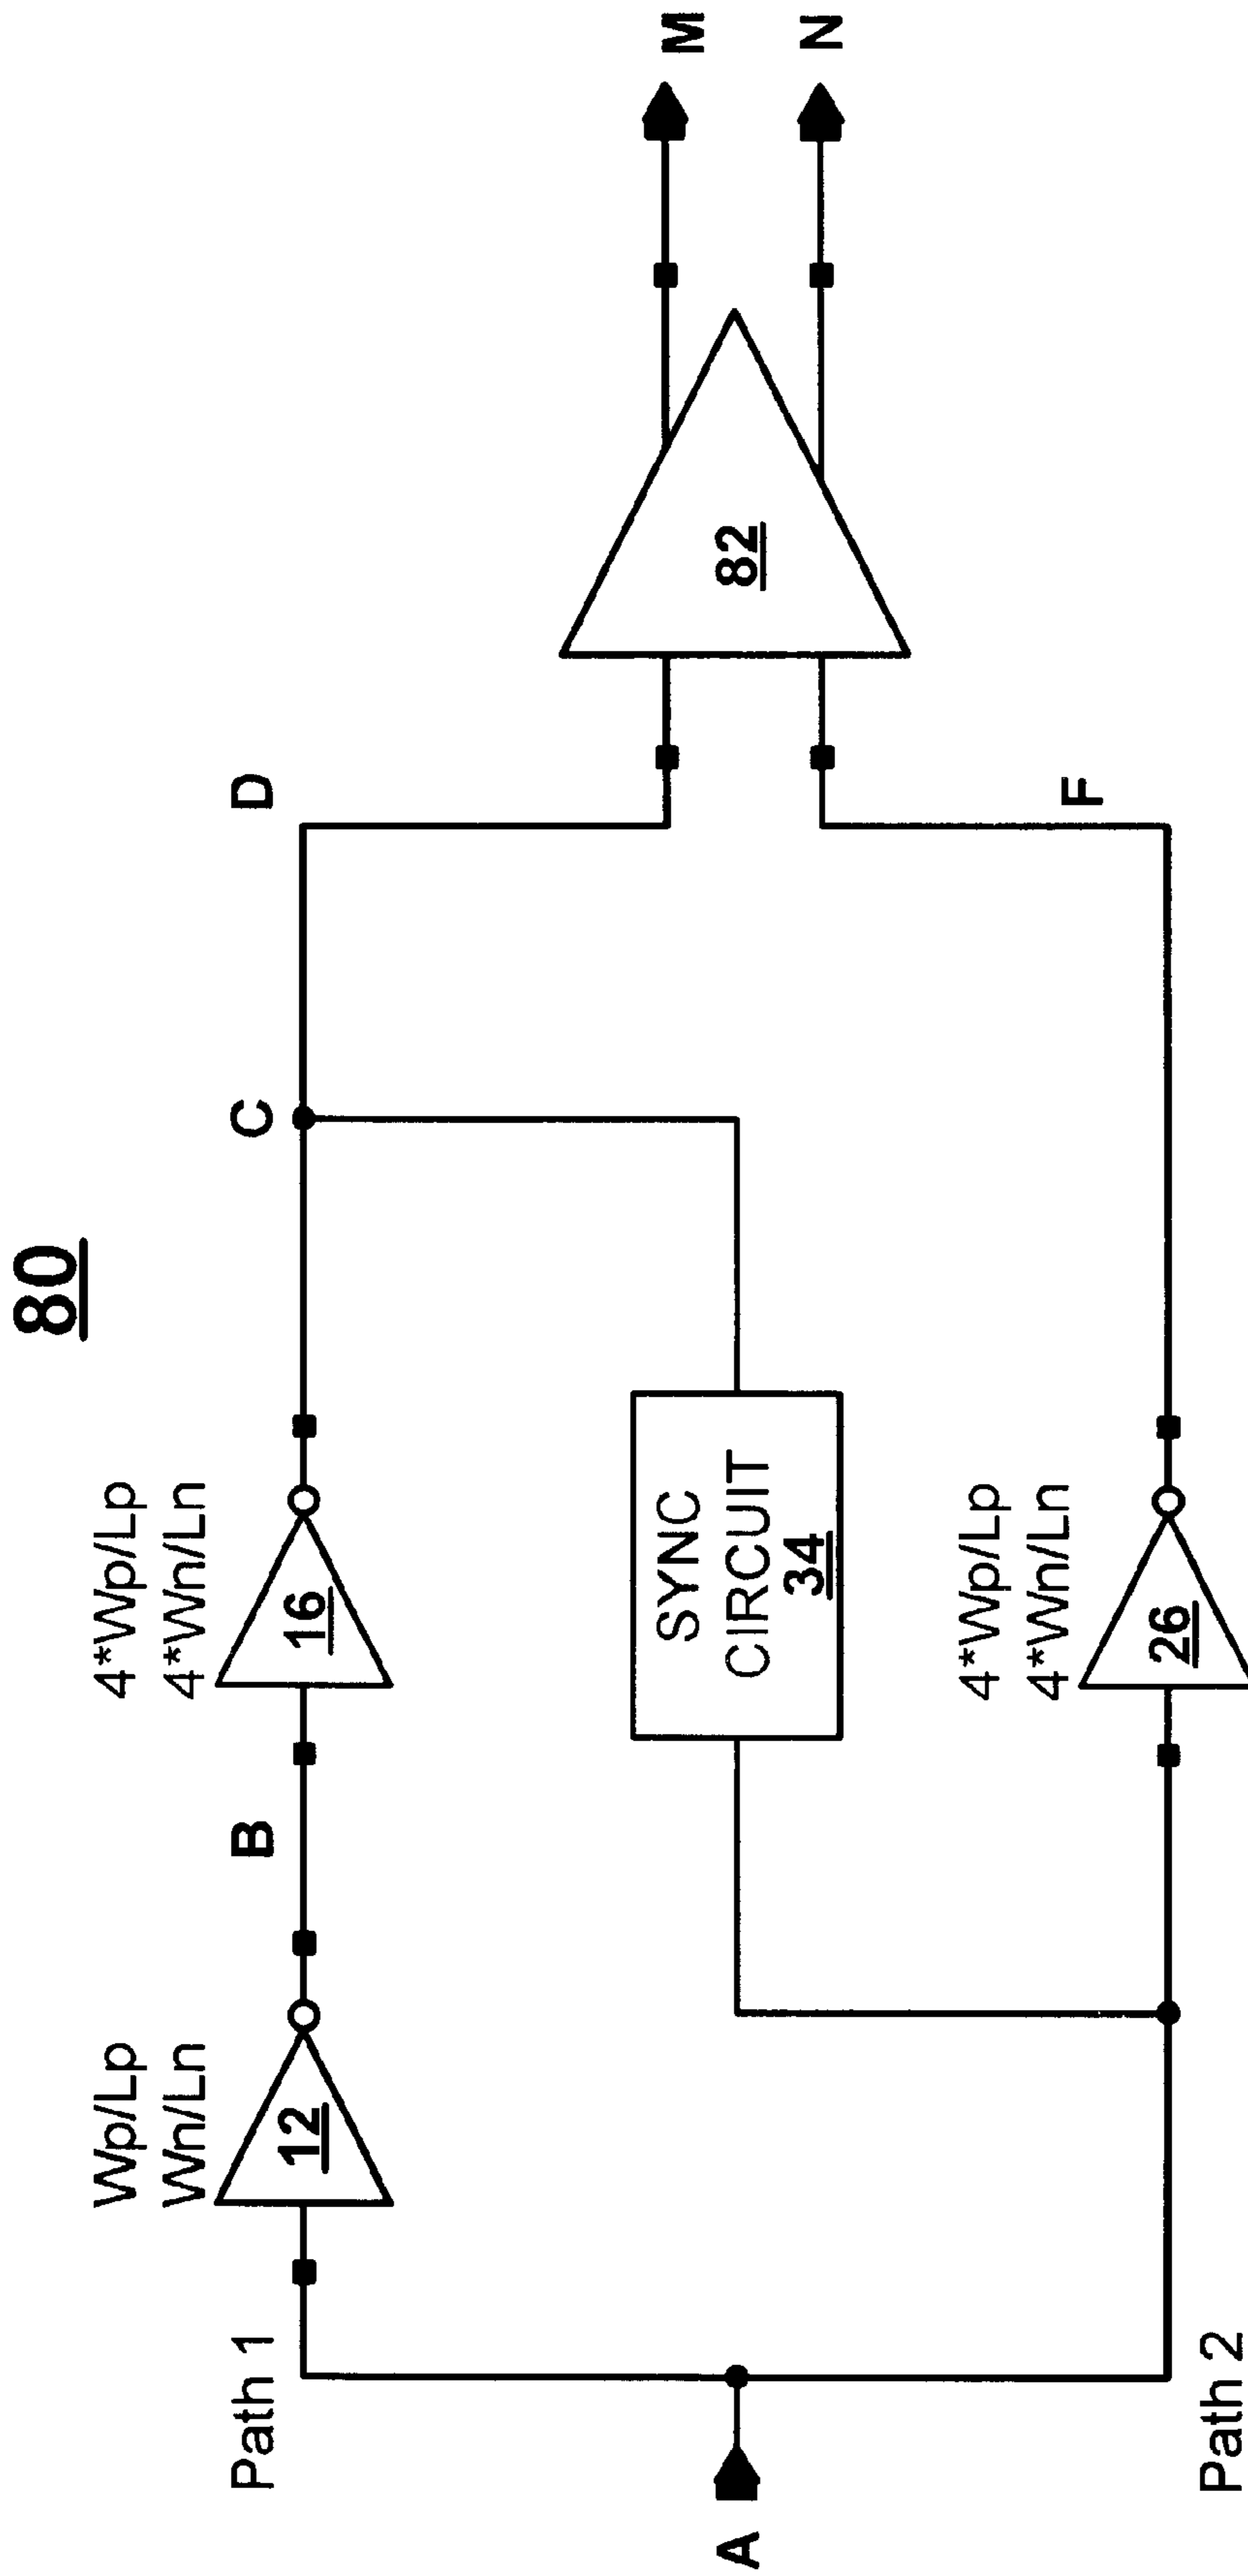 80
Path 1
Wp/Lp
Wn/Ln
12
B
4*Wp/Lp
4*Wn/Ln
16
C
D
A
SYNC
CIRCUIT
34
82
M
N
4*Wp/Lp
4*Wn/Ln
26
F
Path 2